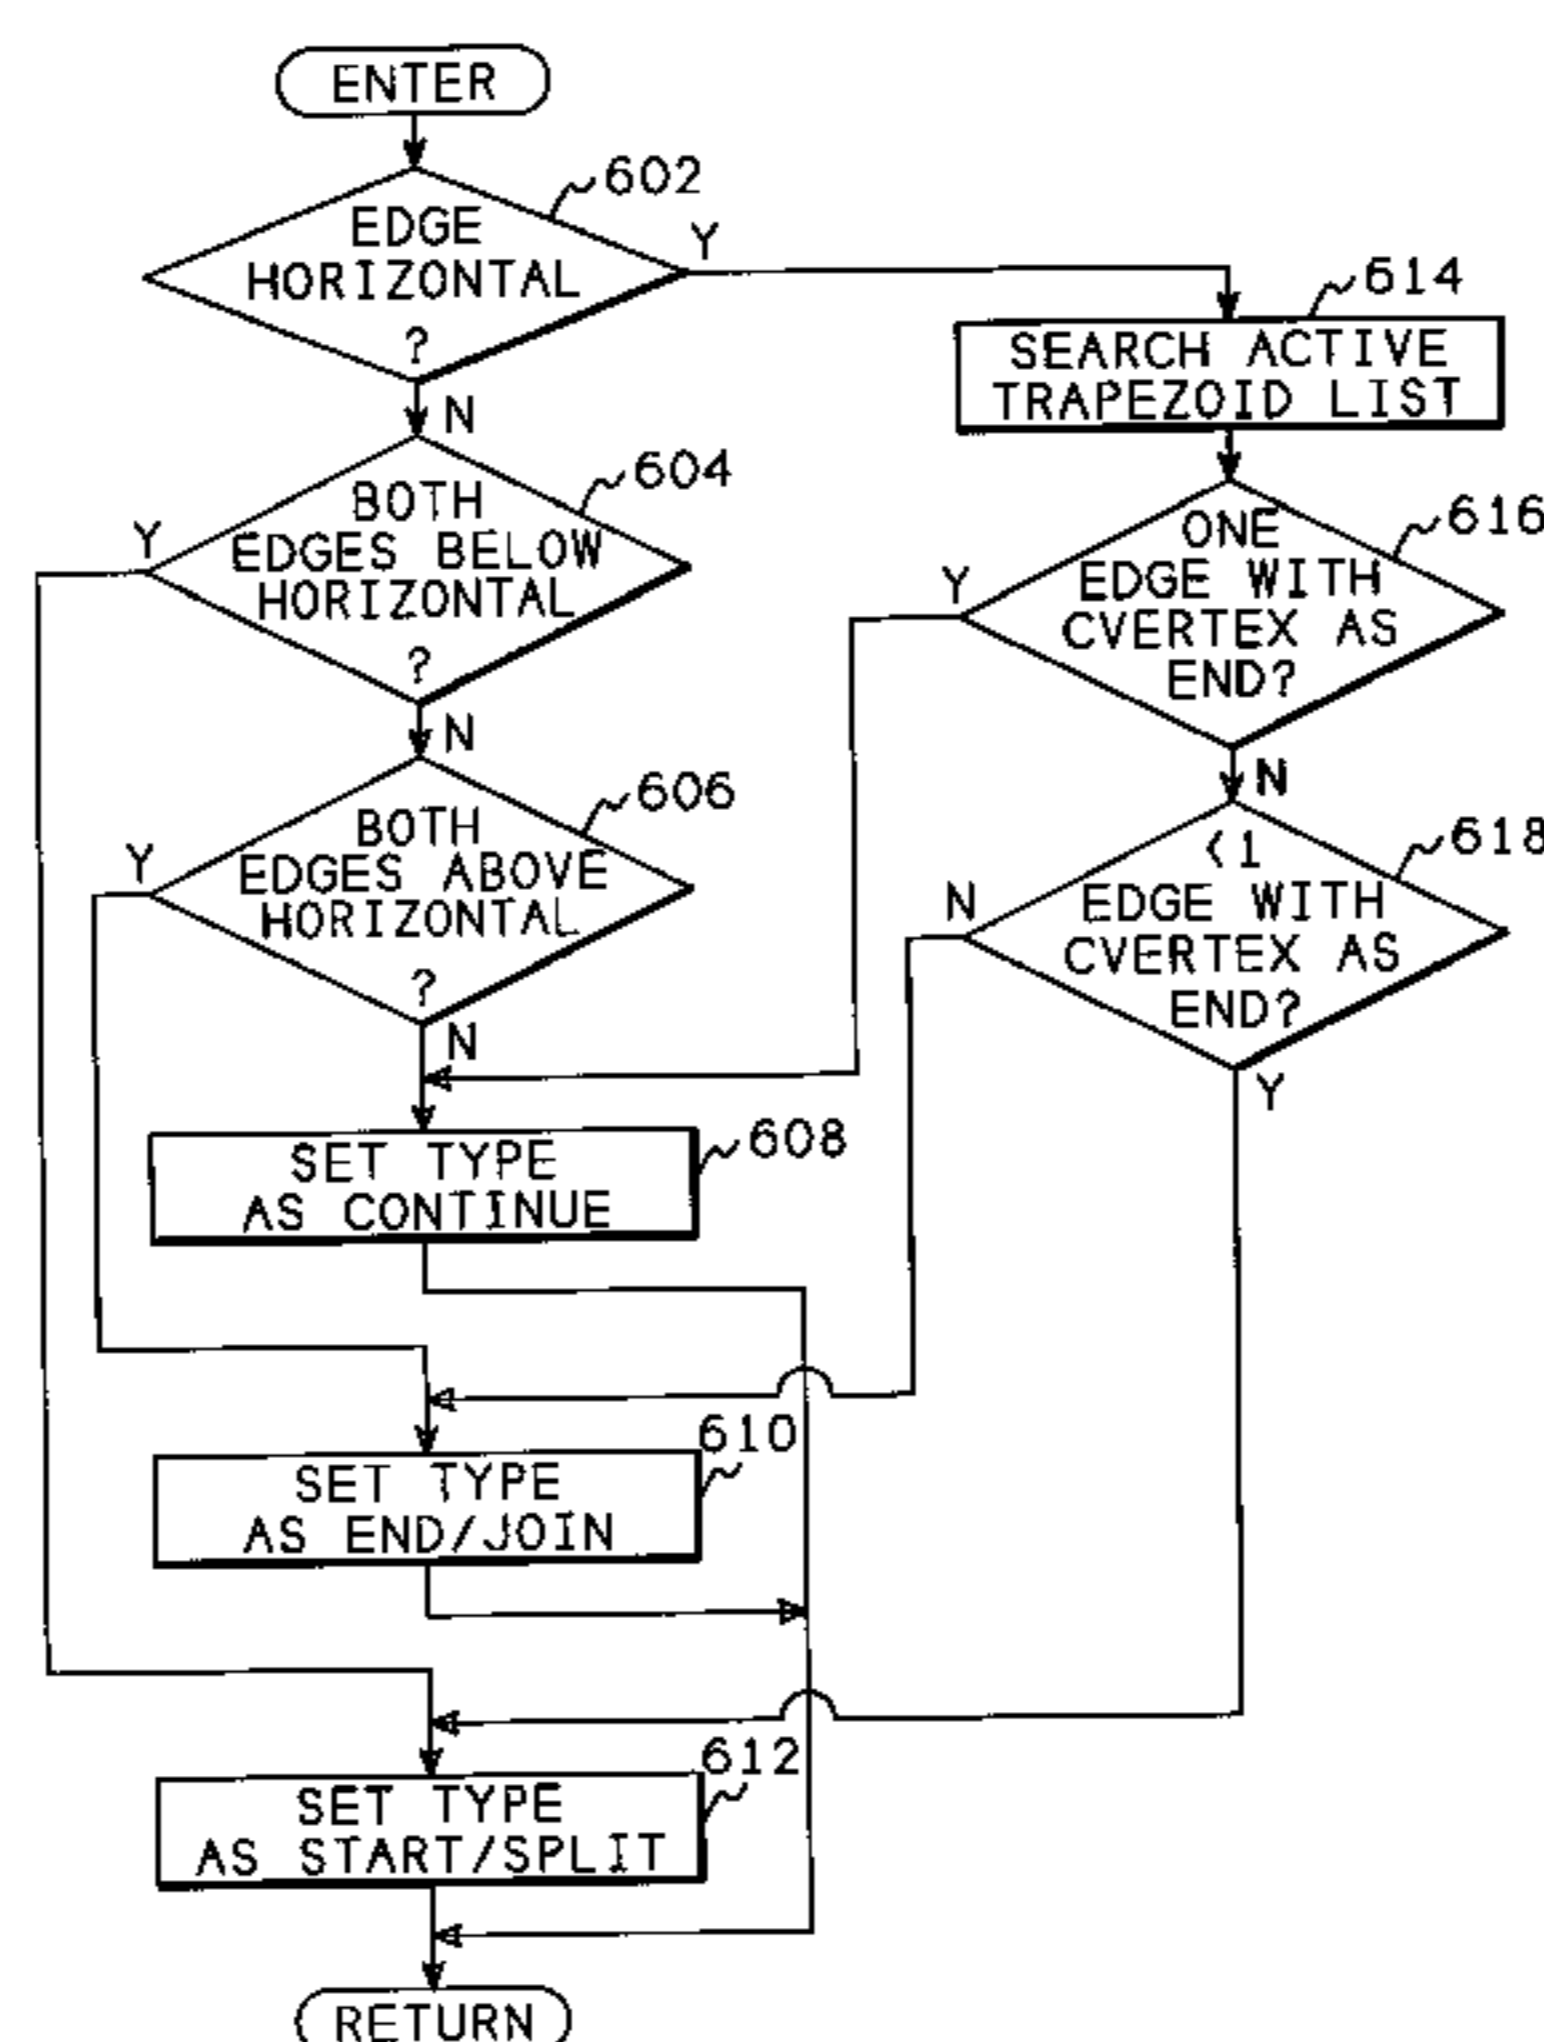 ENTER
602
EDGE
HORIZONTAL
?
Y
N
614
SEARCH ACTIVE
TRAPEZOID LIST
604
BOTH
EDGES BELOW
HORIZONTAL
?
Y
N
616
ONE
EDGE WITH
CVERTEX AS
END?
Y
N
606
BOTH
EDGES ABOVE
HORIZONTAL
?
Y
N
618
<1
EDGE WITH
CVERTEX AS
END?
N
Y
608
SET TYPE
AS CONTINUE
610
SET TYPE
AS END/JOIN
612
SET TYPE
AS START/SPLIT
RETURN